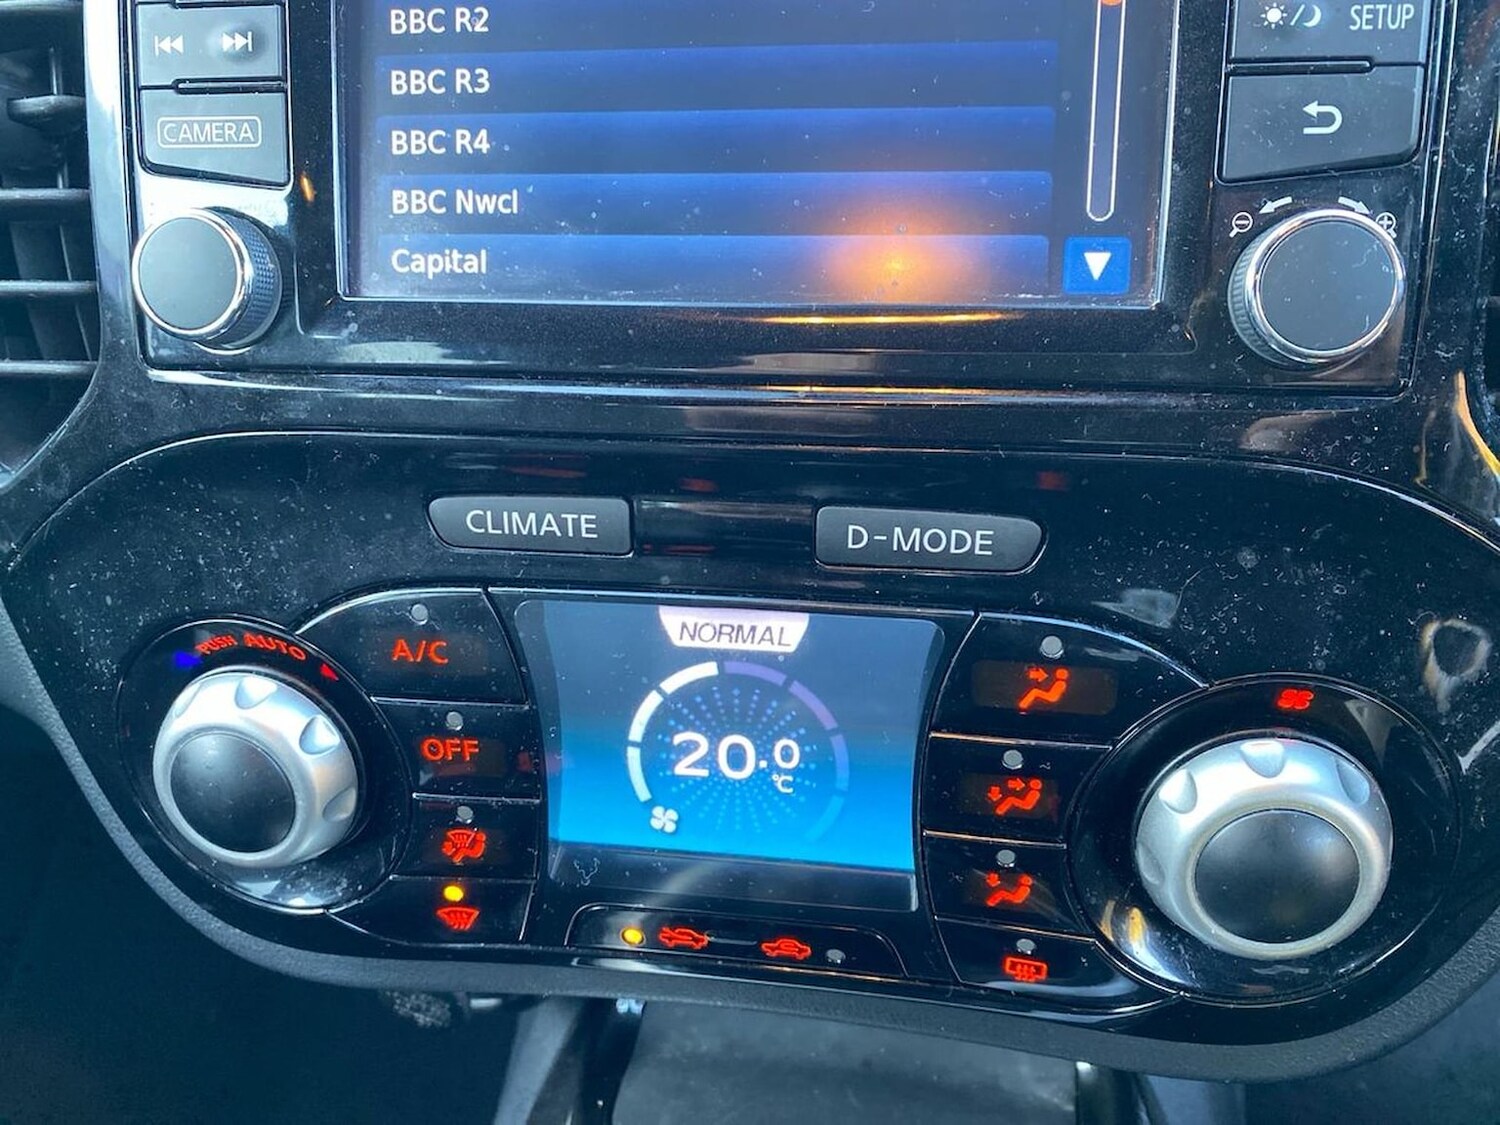 BBC R2
SETUP
BBC R3
CAMERA
BBC R4
BBC Nwcl
Capital
CLIMATE
D-MODE
PUSH AUTO
A/C
NORMAL
OFF
20.0
°C